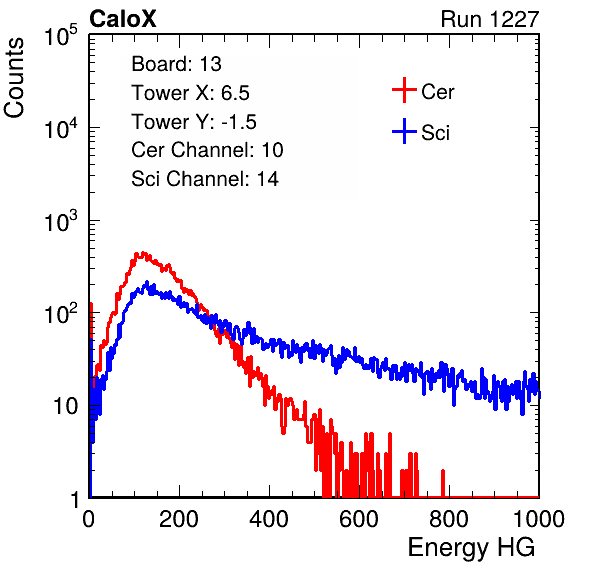 CaloX Run 1227
Counts
10^5
10^4
10^3
10^2
10
1
Board: 13
Tower X: 6.5
Tower Y: -1.5
Cer Channel: 10
Sci Channel: 14
Cer
Sci
0 200 400 600 800 1000
Energy HG